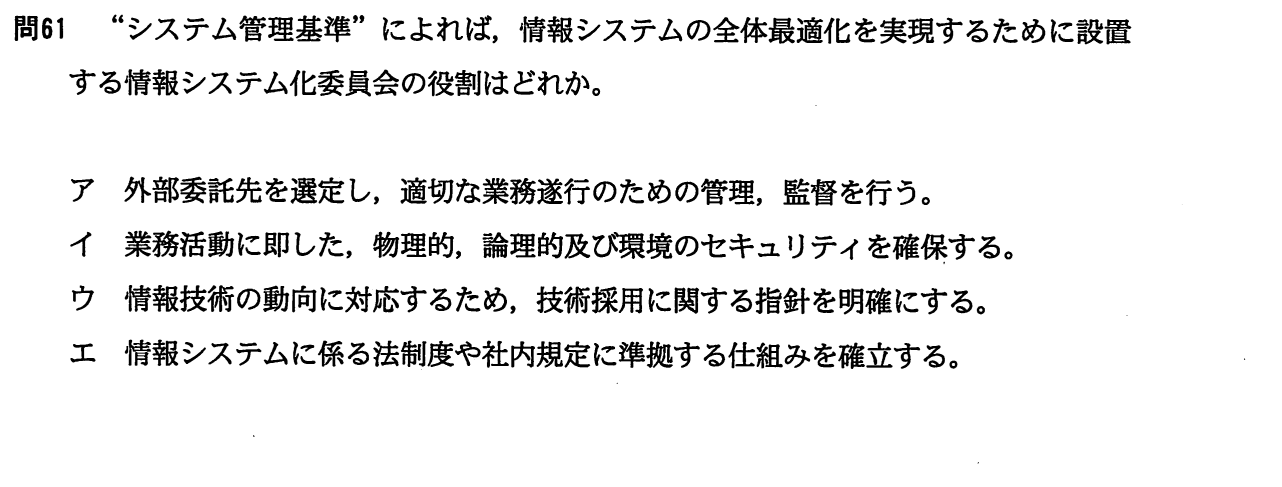 問61 “システム管理基準”によれば，情報システムの全体最適化を実現するために設置
する情報システム化委員会の役割はどれか。
ア 外部委託先を選定し，適切な業務遂行のための管理，監督を行う。
イ 業務活動に即した，物理的，論理的及び環境のセキュリティを確保する。
ウ 情報技術の動向に対応するため，技術採用に関する指針を明確にする。
エ 情報システムに係る法制度や社内規定に準拠する仕組みを確立する。